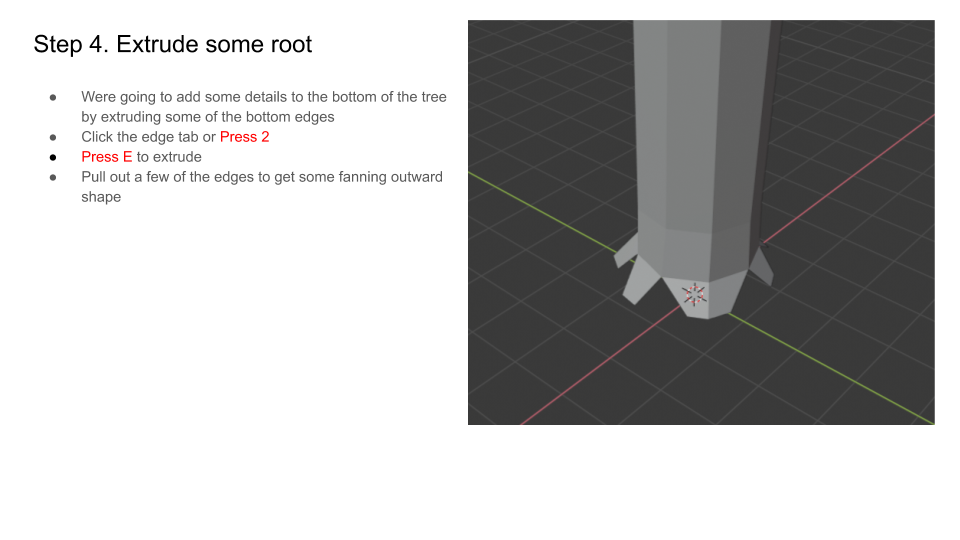 Step 4. Extrude some root
● Were going to add some details to the bottom of the tree
by extruding some of the bottom edges
● Click the edge tab or Press 2
● Press E to extrude
● Pull out a few of the edges to get some fanning outward
shape